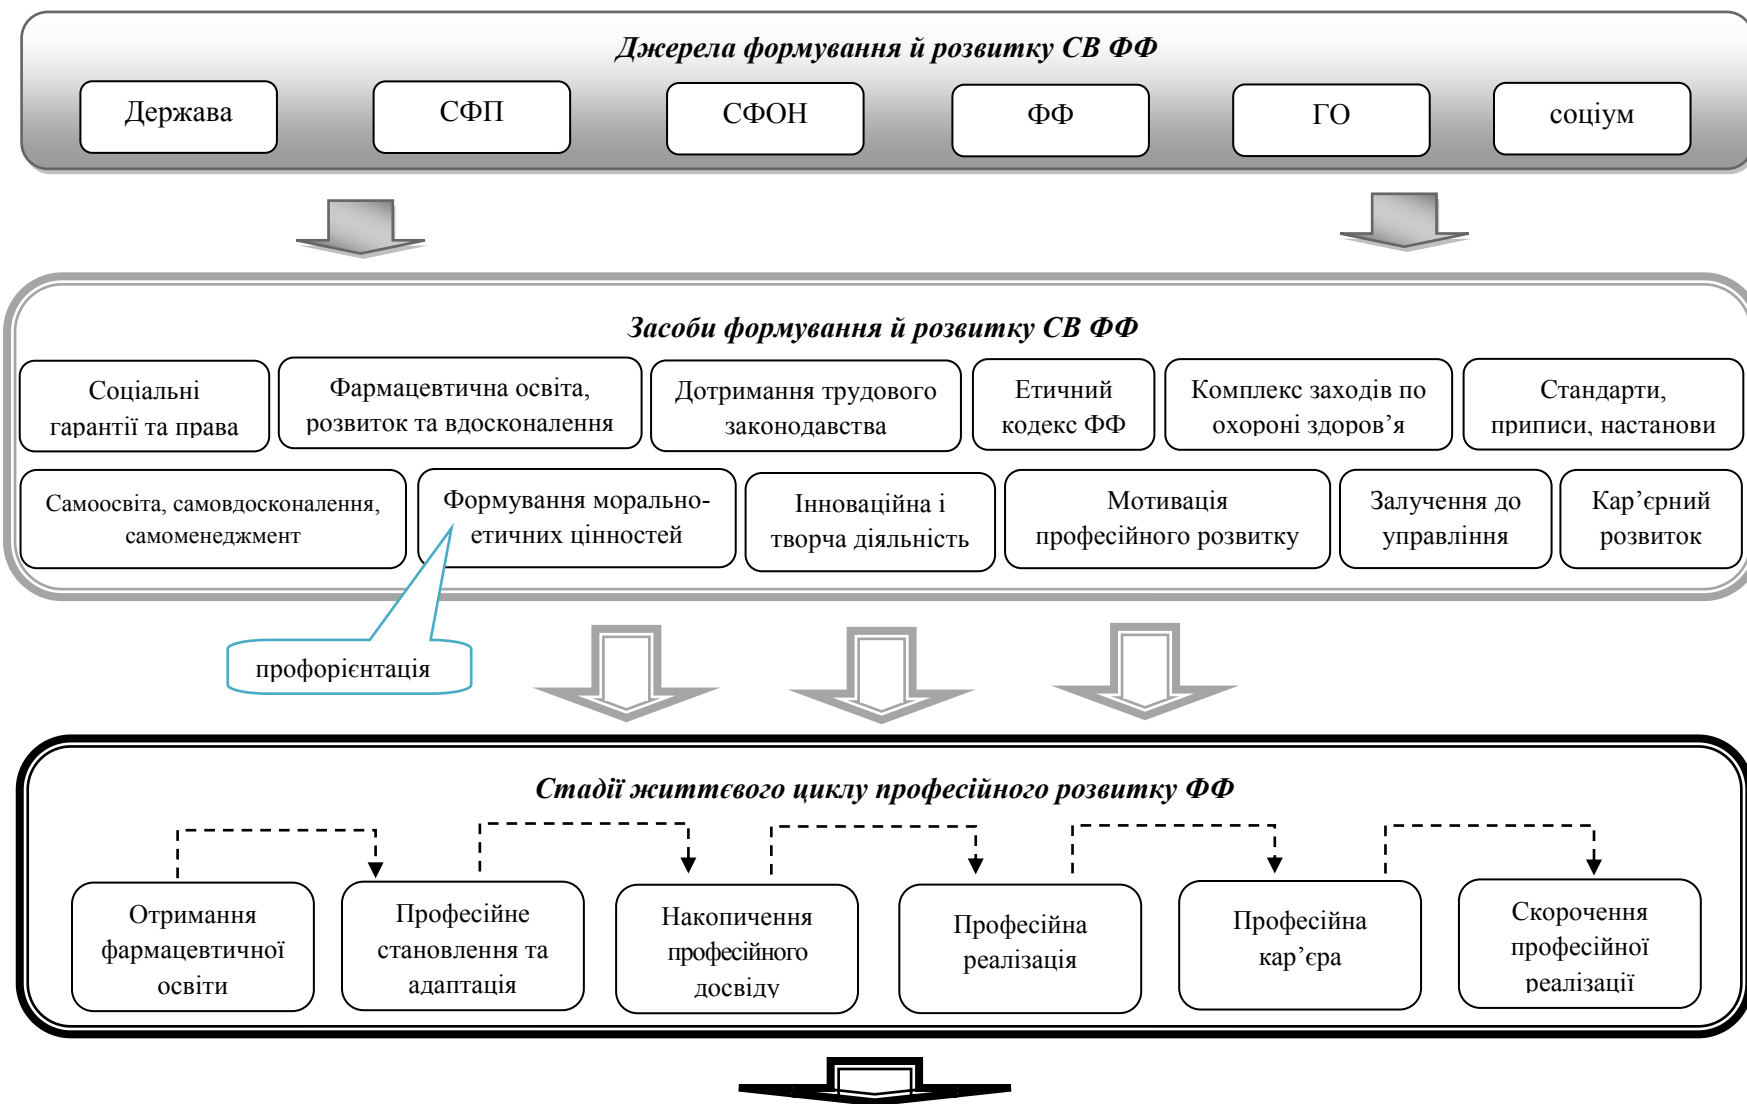 Джерела формування й розвитку СВ ФФ
Держава
СФП
СФОН
ФФ
ГО
соціум
Засоби формування й розвитку СВ ФФ
Соціальні
гарантії та права
Фармацевтична освіта,
розвиток та вдосконалення
Дотримання трудового
законодавства
Етичний
кодекс ФФ
Комплекс заходів по
охороні здоров’я
Стандарти,
приписи, настанови
Самоосвіта, самовдосконалення,
самоменеджмент
Формування морально-
етичних цінностей
Інноваційна і
творча діяльність
Мотивація
професійного розвитку
Залучення до
управління
Кар’єрний
розвиток
профорієнтація
Стадії життєвого циклу професійного розвитку ФФ
Отримання
фармацевтичної
освіти
Професійне
становлення та
адаптація
Накопичення
професійного
досвіду
Професійна
реалізація
Професійна
кар’єра
Скорочення
професійної
реалізації